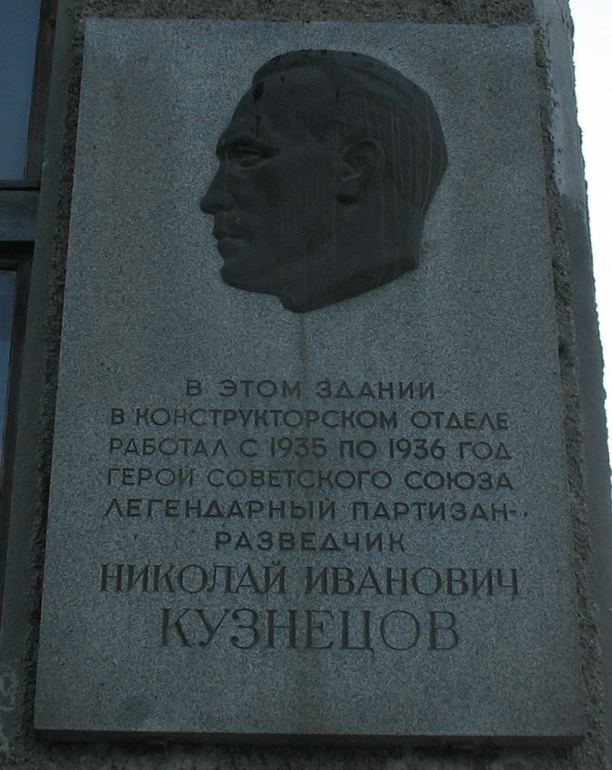 В ЭТОМ ЗДАНИИ
В КОНСТРУКТОРСКОМ ОТДЕЛЕ
РАБОТАЛ С 1935 ПО 1936 ГОД
ГЕРОЙ СОВЕТСКОГО СОЮЗА
ЛЕГЕНДАРНЫЙ ПАРТИЗАН-
РАЗВЕДЧИК
НИКОЛАЙ ИВАНОВИЧ
КУЗНЕЦОВ